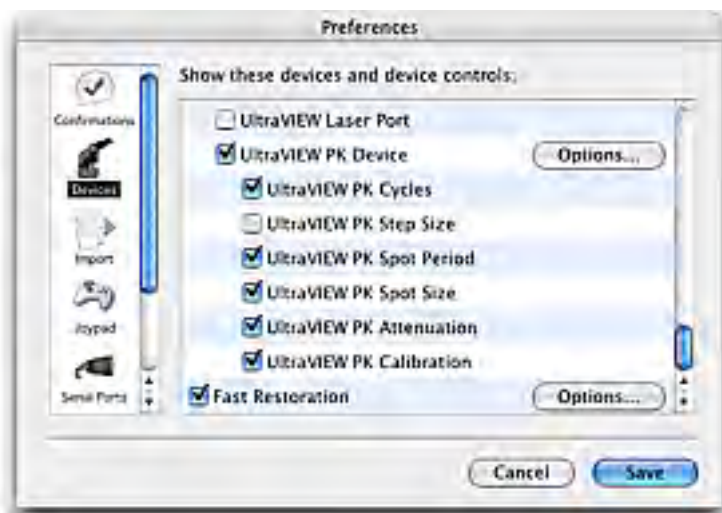 Preferences
Show these devices and device controls:
Confirmations
Devices
Import
Joypad
Serial Ports
UltraVIEW Laser Port
UltraVIEW PK Device
Options...
UltraVIEW PK Cycles
UltraVIEW PK Step Size
UltraVIEW PK Spot Period
UltraVIEW PK Spot Size
UltraVIEW PK Attenuation
UltraVIEW PK Calibration
Fast Restoration
Options...
Cancel
Save